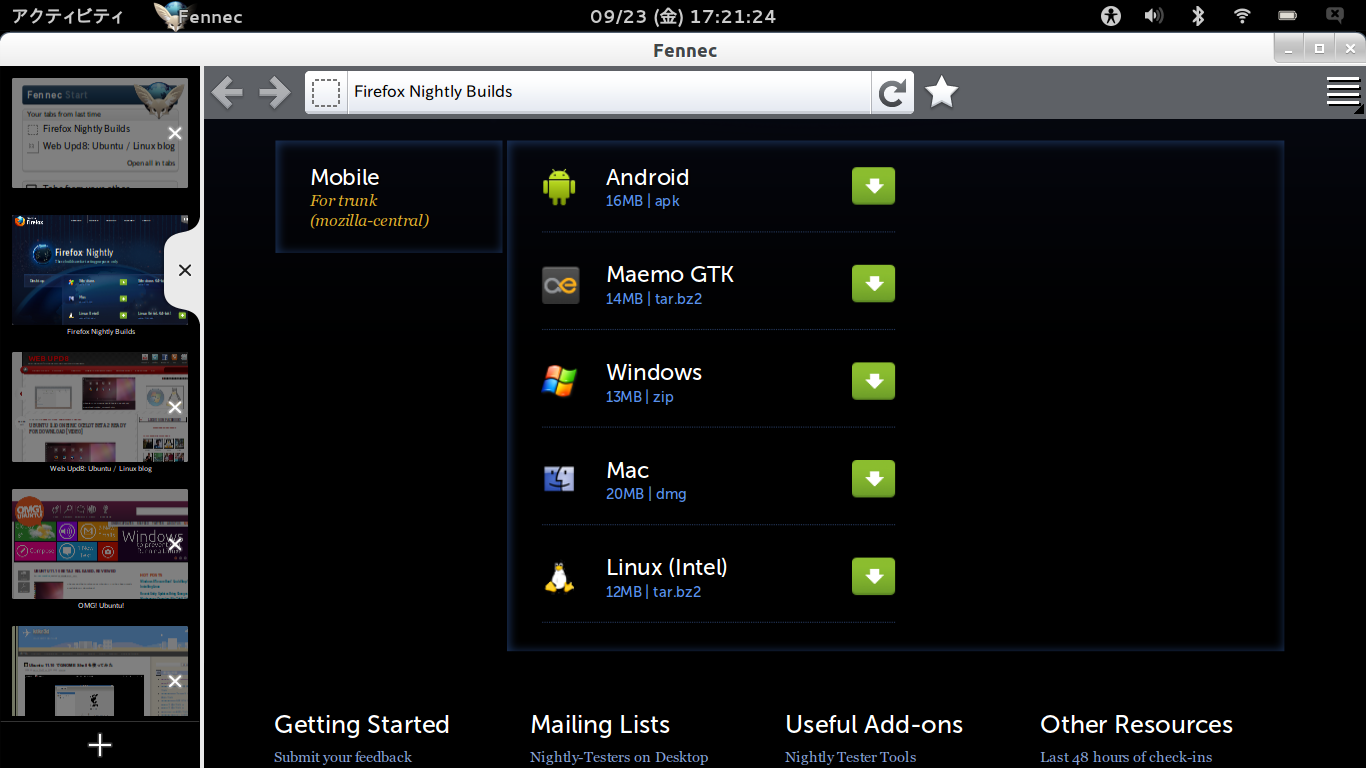 アクティビティ
Fennec
09/23 (金) 17:21:24
Fennec
Fennec Start
Your tabs from last time
Firefox Nightly Builds
Web Upd8: Ubuntu / Linux blog
Open all in tabs
Firefox Nightly
Firefox Nightly Builds
WEB UPD8
Web Upd8: Ubuntu / Linux blog
OMG!
UBUNTU!
Windows
OMG! Ubuntu!
Firefox Nightly Builds
Mobile
For trunk
(mozilla-central)
Android
16MB | apk
Maemo GTK
14MB | tar.bz2
Windows
13MB | zip
Mac
20MB | dmg
Linux (Intel)
12MB | tar.bz2
Getting Started
Submit your feedback
Mailing Lists
Nightly-Testers on Desktop
Useful Add-ons
Nightly Tester Tools
Other Resources
Last 48 hours of check-ins